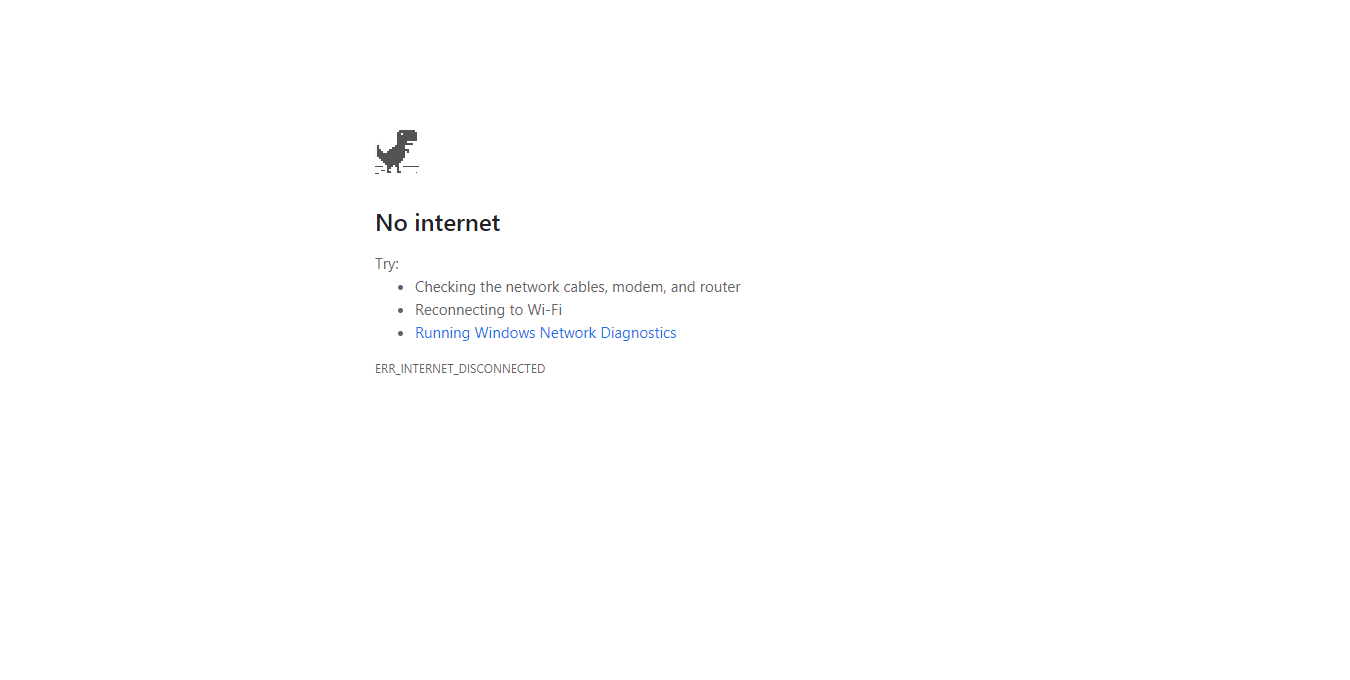 No internet
Try:
Checking the network cables, modem, and router
Reconnecting to Wi-Fi
Running Windows Network Diagnostics
ERR_INTERNET_DISCONNECTED